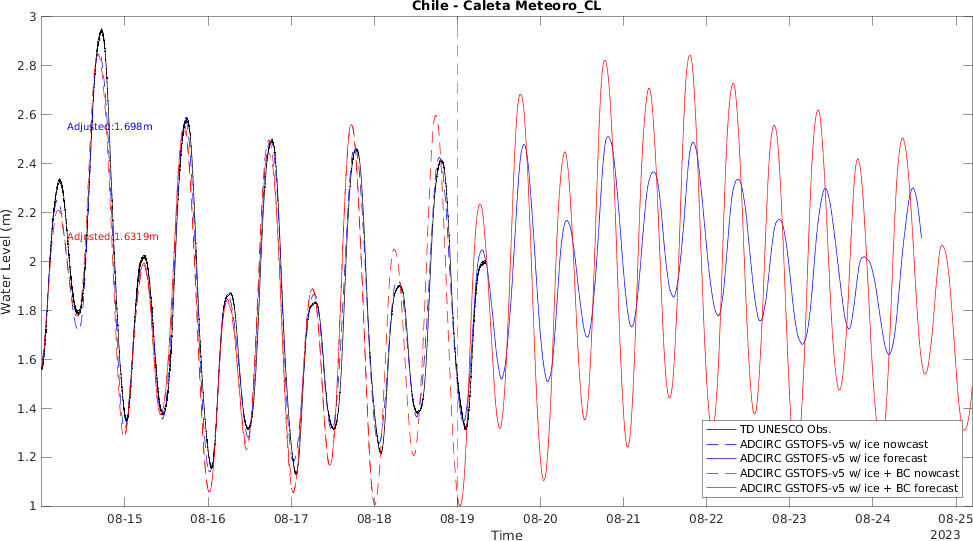 Chile - Caleta Meteoro_CL
Water Level (m)
3
2.8
2.6
2.4
2.2
2
1.8
1.6
1.4
1.2
1
Adjusted:1.698m
Adjusted:1.6319m
TD UNESCO Obs.
ADCIRC GSTOFS-v5 w/ ice nowcast
ADCIRC GSTOFS-v5 w/ ice forecast
ADCIRC GSTOFS-v5 w/ ice + BC nowcast
ADCIRC GSTOFS-v5 w/ ice + BC forecast
08-15 08-16 08-17 08-18 08-19 08-20 08-21 08-22 08-23 08-24 08-25
2023
Time